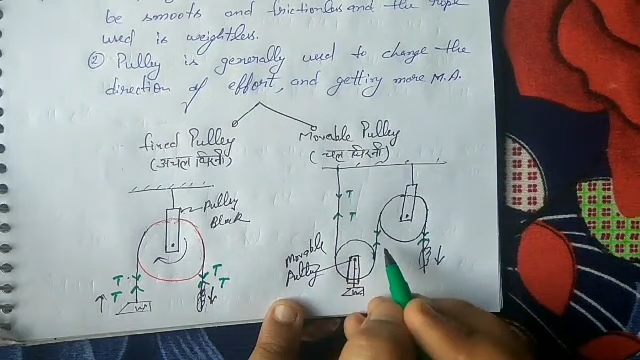 be smooth and frictionless and the rope
used is weightless.
② Pulley is generally used to change the
direction of effort, and getting more M.A.
fixed Pulley
(अचल घिरनी)
Movable Pulley
(चल घिरनी)
Pulley
Block
T
T
T
T
T
T
Movable
Pulley